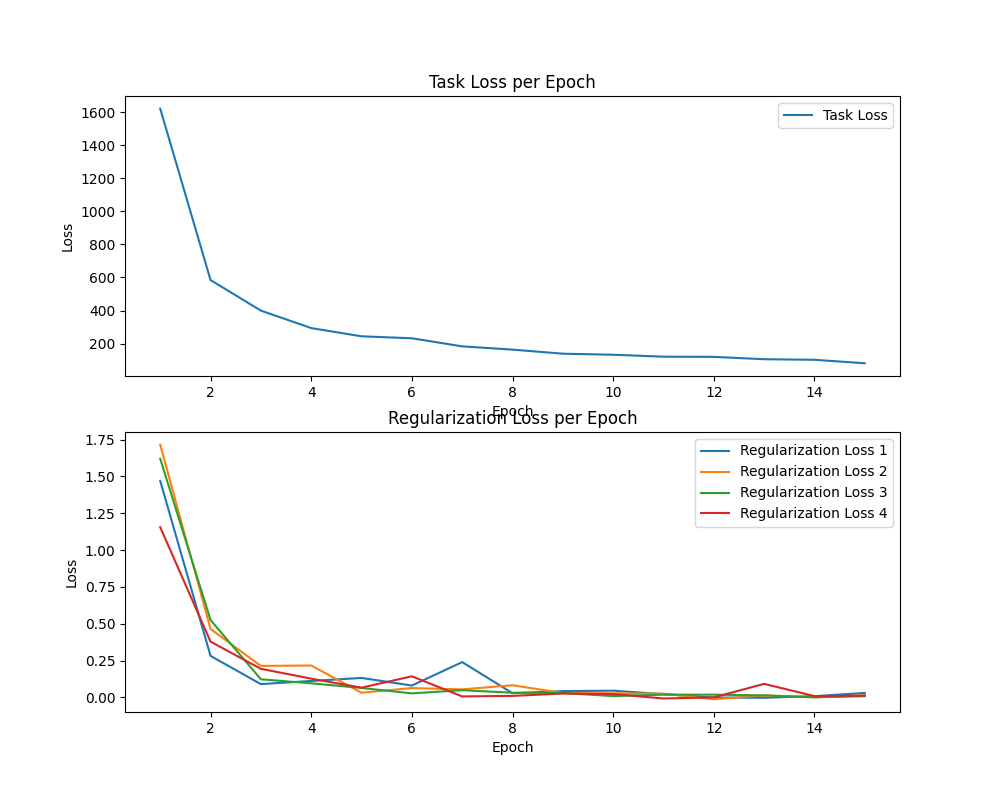 Task Loss per Epoch
Task Loss
Loss
1600
1400
1200
1000
800
600
400
200
2 4 6 8 10 12 14
Epoch
Regularization Loss per Epoch
Regularization Loss 1
Regularization Loss 2
Regularization Loss 3
Regularization Loss 4
Loss
1.75
1.50
1.25
1.00
0.75
0.50
0.25
0.00
2 4 6 8 10 12 14
Epoch